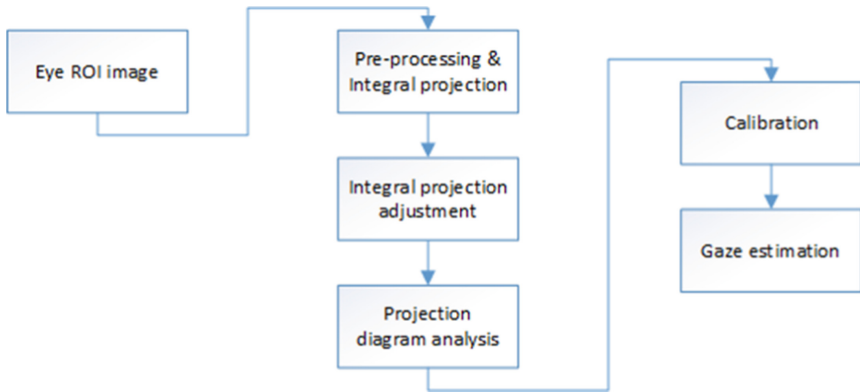 Eye ROI image
Pre-processing &
Integral projection
Integral projection
adjustment
Projection
diagram analysis
Calibration
Gaze estimation